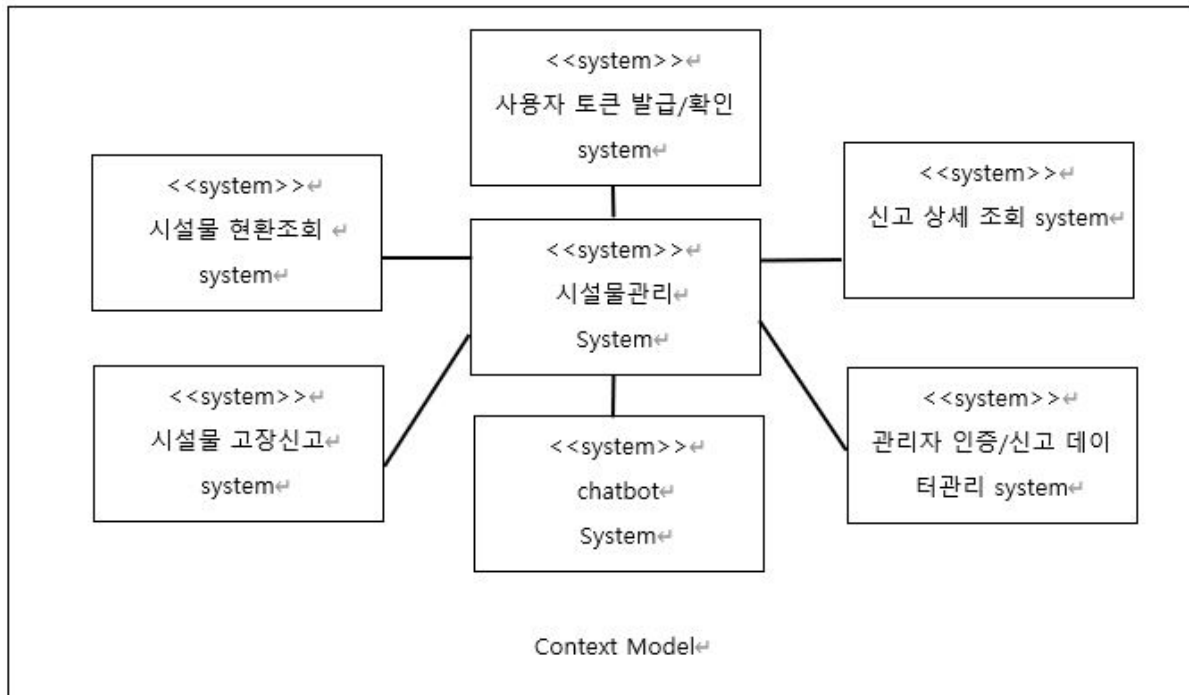 <<system>>↵
사용자 토큰 발급/확인
system↵
<<system>>↵
시설물 현환조회 ↵
system↵
<<system>>↵
신고 상세 조회 system↵
<<system>>↵
시설물관리↵
System↵
<<system>>↵
시설물 고장신고↵
system↵
<<system>>↵
chatbot↵
System↵
<<system>>↵
관리자 인증/신고 데이
터관리 system↵
Context Model↵